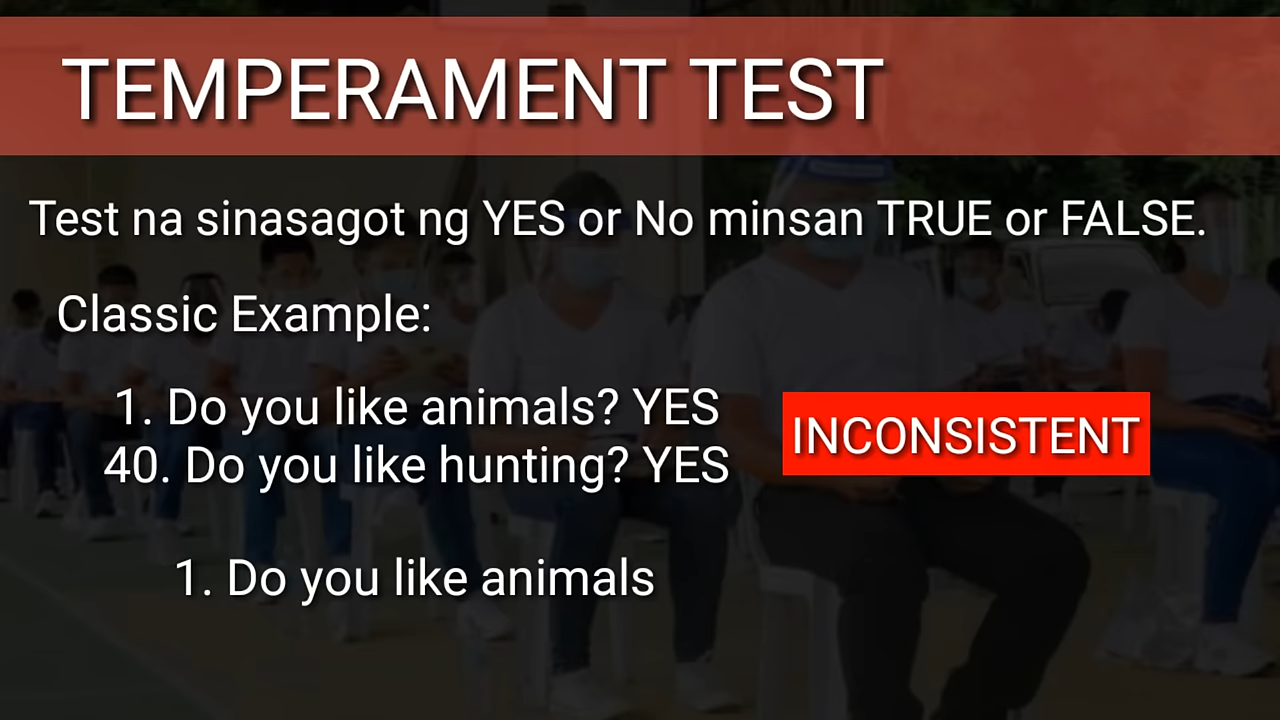 TEMPERAMENT TEST
Test na sinasagot ng YES or No minsan TRUE or FALSE.
Classic Example:
1. Do you like animals? YES
40. Do you like hunting? YES
INCONSISTENT
1. Do you like animals